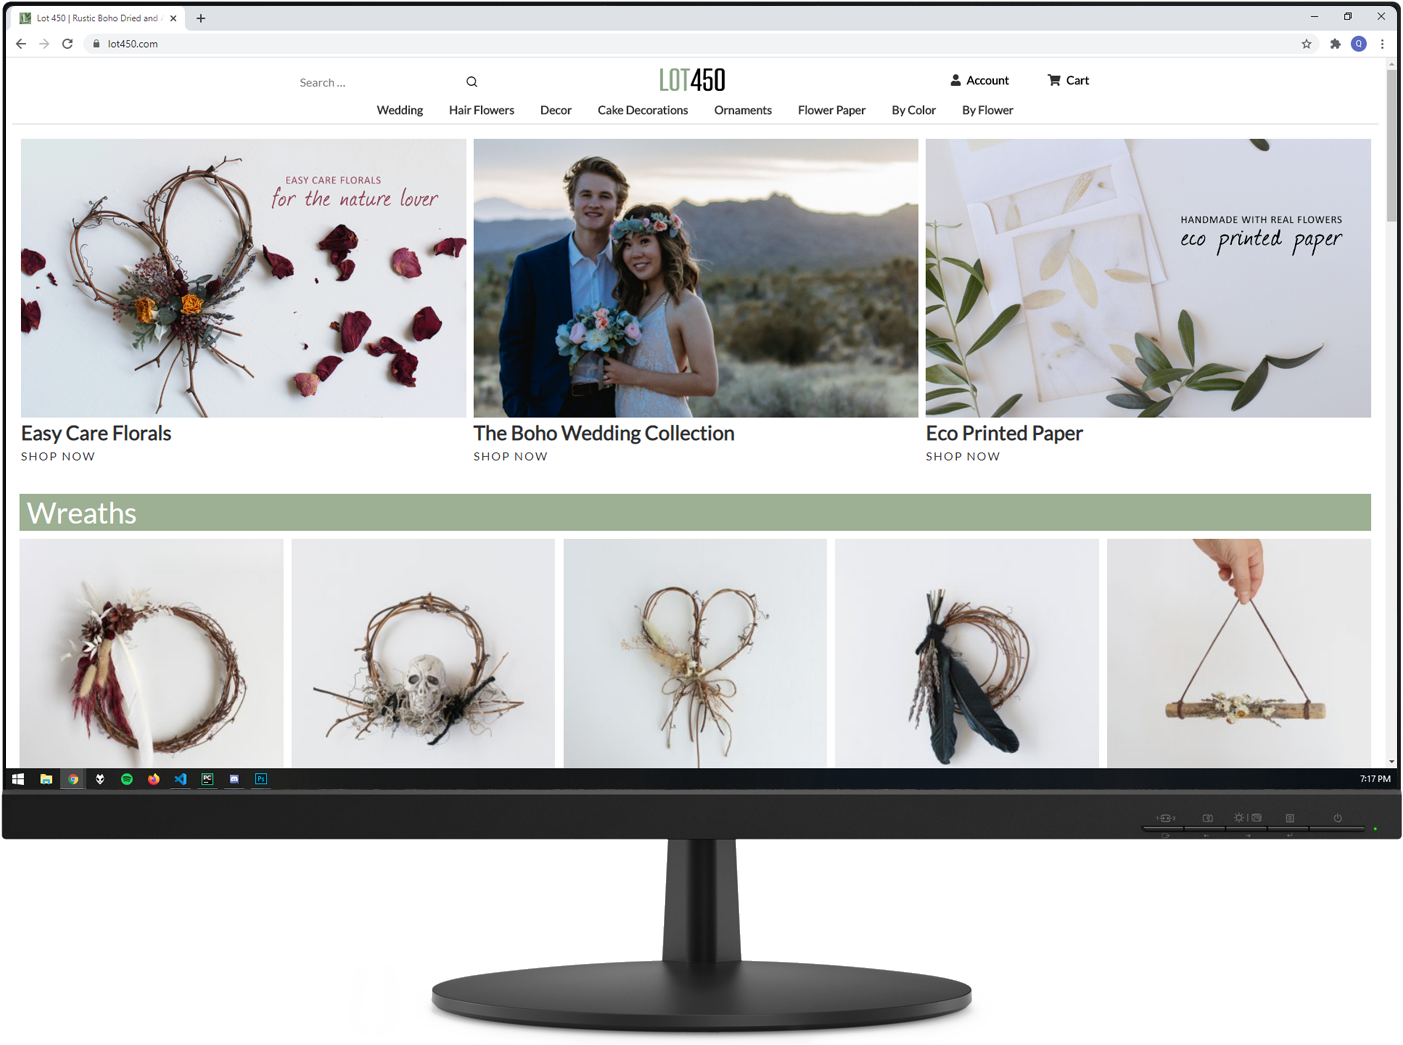 Lot 450 | Rustic Boho Dried and
lot450.com
Q
Search ...
LOT450
Account
Cart
Wedding
Hair Flowers
Decor
Cake Decorations
Ornaments
Flower Paper
By Color
By Flower
EASY CARE FLORALS
for the nature lover
HANDMADE WITH REAL FLOWERS
eco printed paper
Easy Care Florals
SHOP NOW
The Boho Wedding Collection
SHOP NOW
Eco Printed Paper
SHOP NOW
Wreaths
PC
Ps
7:17 PM